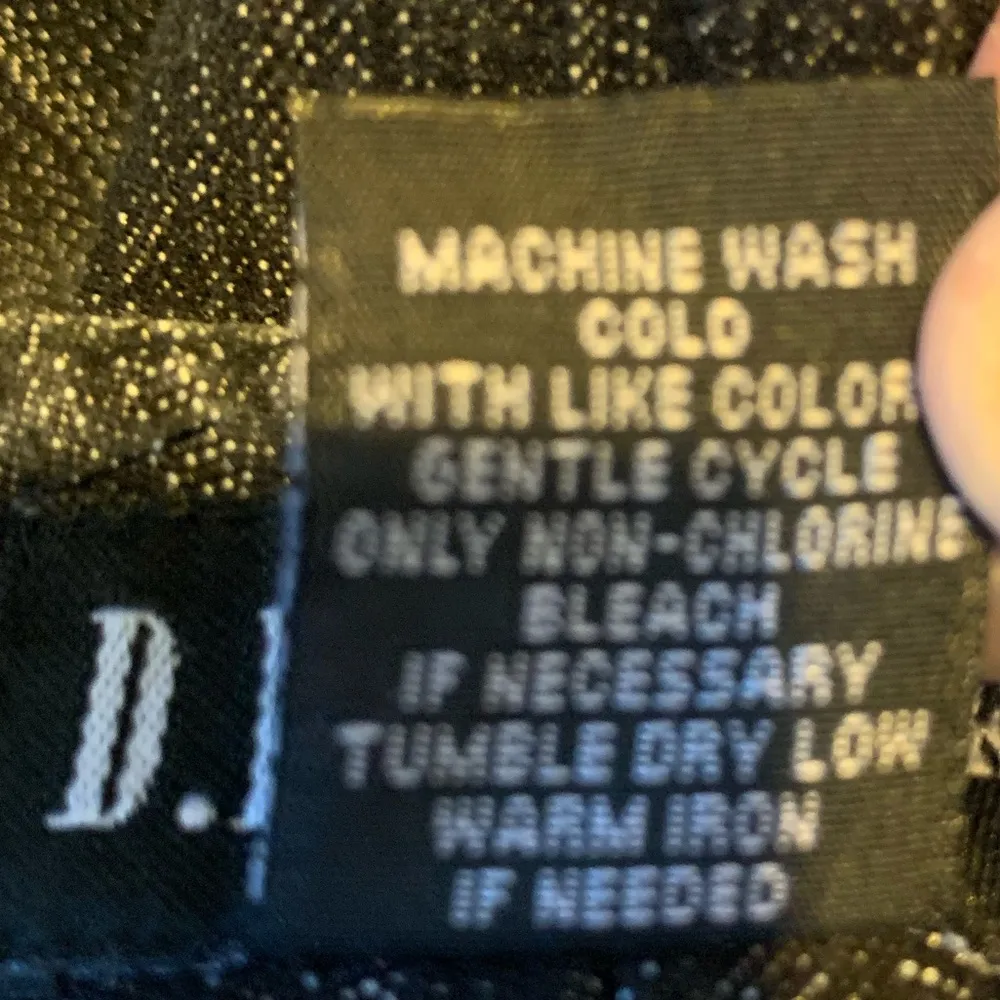 MACHINE WASH
COLD
WITH LIKE COLOR
GENTLE CYCLE
ONLY NON-CHLORINE
BLEACH
IF NECESSARY
TUMBLE DRY LOW
WARM IRON
IF NEEDED
D.